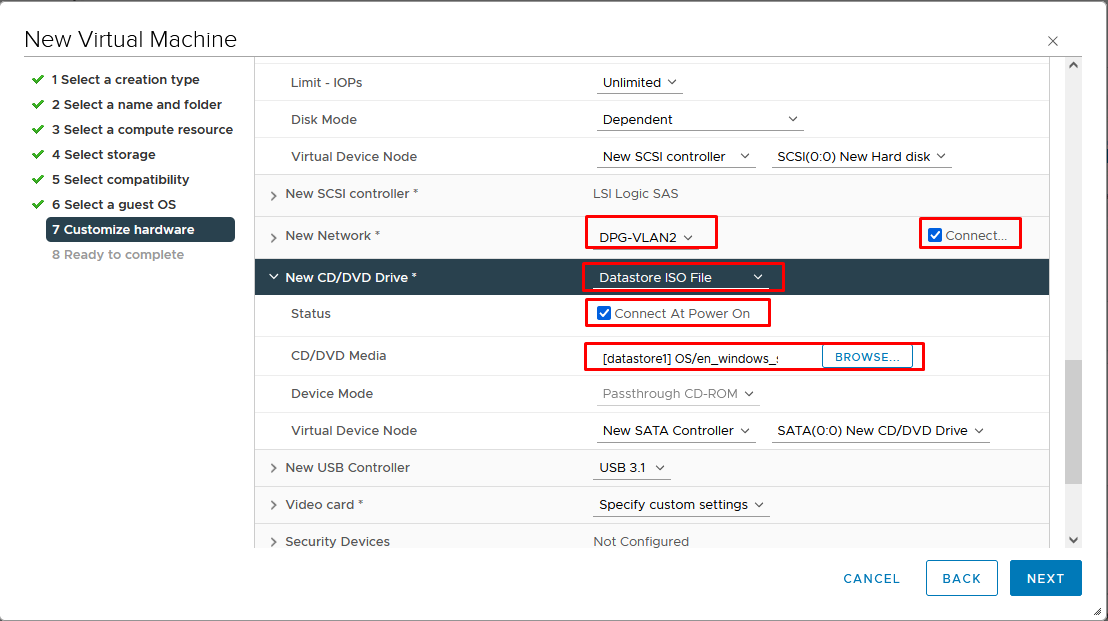 New Virtual Machine
1 Select a creation type
2 Select a name and folder
3 Select a compute resource
4 Select storage
5 Select compatibility
6 Select a guest OS
7 Customize hardware
8 Ready to complete
Limit - IOPs Unlimited
Disk Mode Dependent
Virtual Device Node New SCSI controller SCSI(0:0) New Hard disk
New SCSI controller * LSI Logic SAS
New Network * DPG-VLAN2 Connect...
New CD/DVD Drive * Datastore ISO File
Status Connect At Power On
CD/DVD Media [datastore1] OS/en_windows_s BROWSE...
Device Mode Passthrough CD-ROM
Virtual Device Node New SATA Controller SATA(0:0) New CD/DVD Drive
New USB Controller USB 3.1
Video card * Specify custom settings
Security Devices Not Configured
CANCEL BACK NEXT